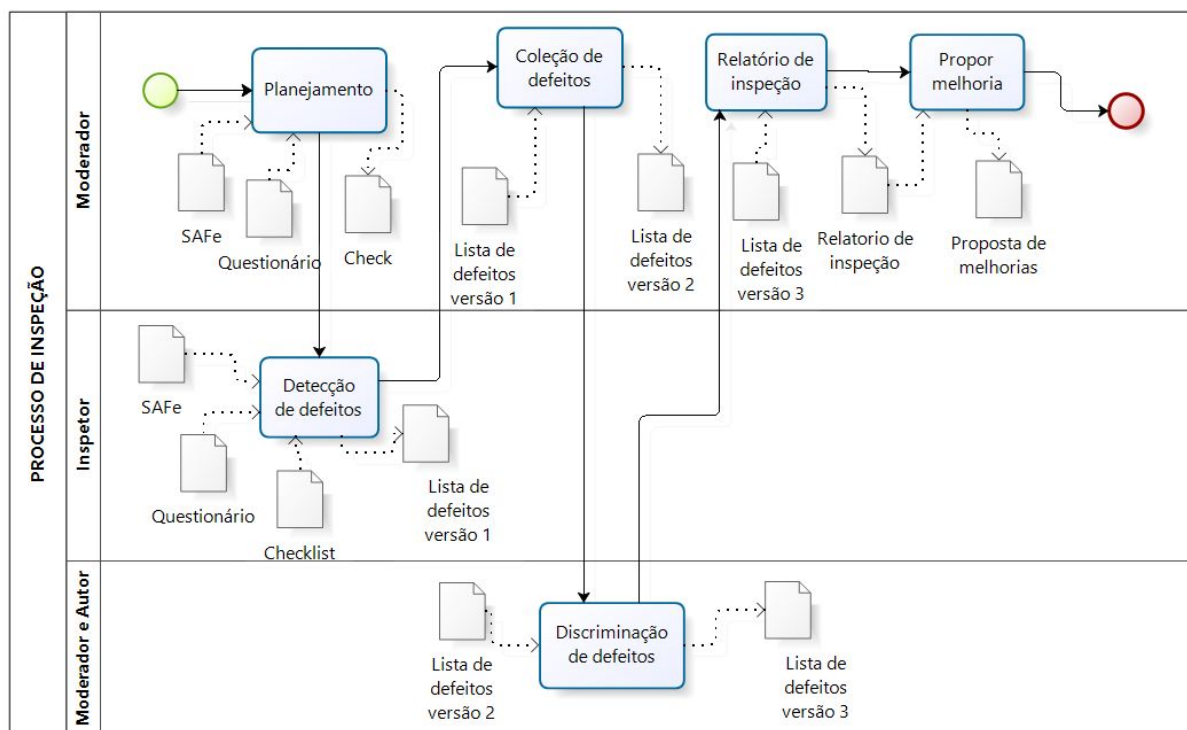 PROCESSO DE INSPEÇÃO
Moderador
Planejamento
SAFe
Questionário
Check
Coleção de
defeitos
Lista de
defeitos
versão 1
Lista de
defeitos
versão 2
Relatório de
inspeção
Lista de
defeitos
versão 3
Relatorio de
inspeção
Propor
melhoria
Proposta de
melhorias
Inspetor
SAFe
Questionário
Detecção
de defeitos
Checklist
Lista de
defeitos
versão 1
Moderador e Autor
Lista de
defeitos
versão 2
Discriminação
de defeitos
Lista de
defeitos
versão 3